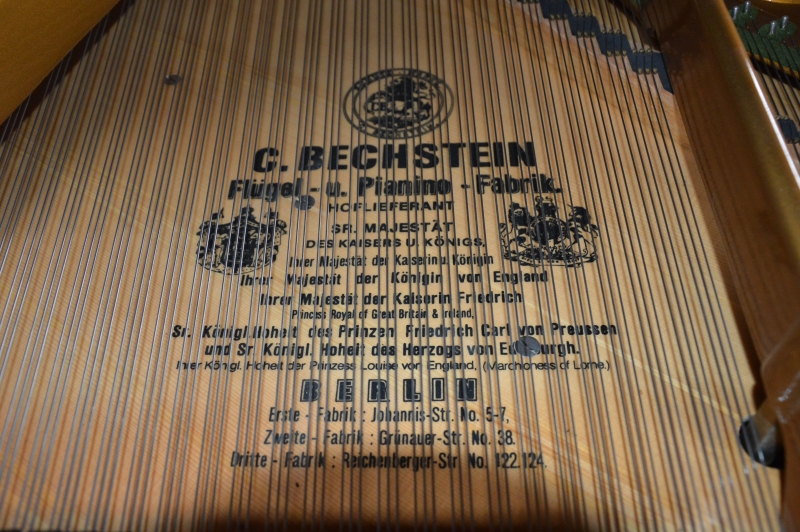 C. BECHSTEIN
Flügel - u. Pianino - Fabrik.
HOFLIEFERANT
SR. MAJESTÄT
DES KAISERS U. KÖNIGS,
Ihrer Majestät der Kaiserin u. Königin
Ihrer Majestät der Königin von England
Ihrer Majestät der Kaiserin Friedrich
Princess Royal of Great Britain & Ireland,
Sr. Königl. Hoheit des Prinzen Friedrich Carl von Preussen
und Sr. Königl. Hoheit des Herzogs von Edinburgh.
Ihrer Königl. Hoheit der Prinzess Louise von England, (Marchioness of Lorne.)
BERLIN
Erste - Fabrik : Johannis-Str. No. 5-7,
Zweite - Fabrik : Grünauer-Str. No. 38.
Dritte - Fabrik : Reichenberger-Str. No. 122.124.